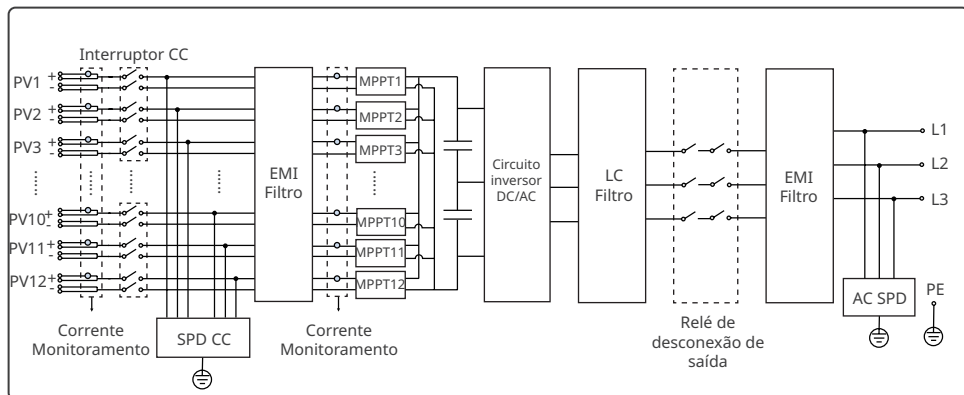 Interruptor CC
PV1
+
-
PV2
+
-
PV3
+
-
PV10
+
-
PV11
+
-
PV12
+
-
Corrente
Monitoramento
SPD CC
EMI
Filtro
MPPT1
MPPT2
MPPT3
MPPT10
MPPT11
MPPT12
Corrente
Monitoramento
Circuito
inversor
DC/AC
LC
Filtro
Relé de
desconexão de
saída
EMI
Filtro
L1
L2
L3
AC SPD
PE